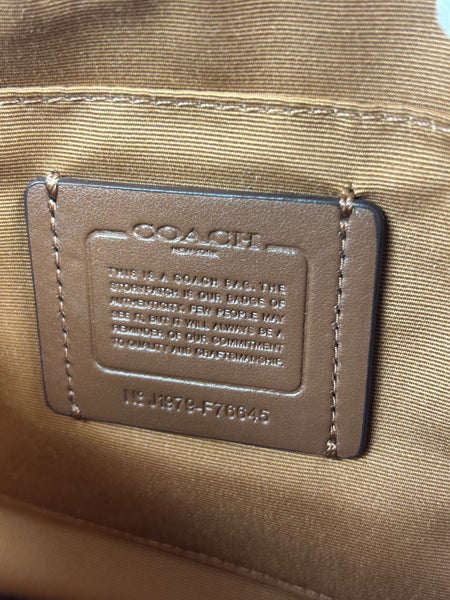 COACH
NEW YORK
THIS IS A COACH BAG. THE
STORYPATCH IS OUR BADGE OF
AUTHENTICITY. FEW PEOPLE MAY
SEE IT, BUT IT WILL ALWAYS BE A
REMINDER OF OUR COMMITMENT
TO QUALITY AND CRAFTSMANSHIP.
Nº J1979-F76645